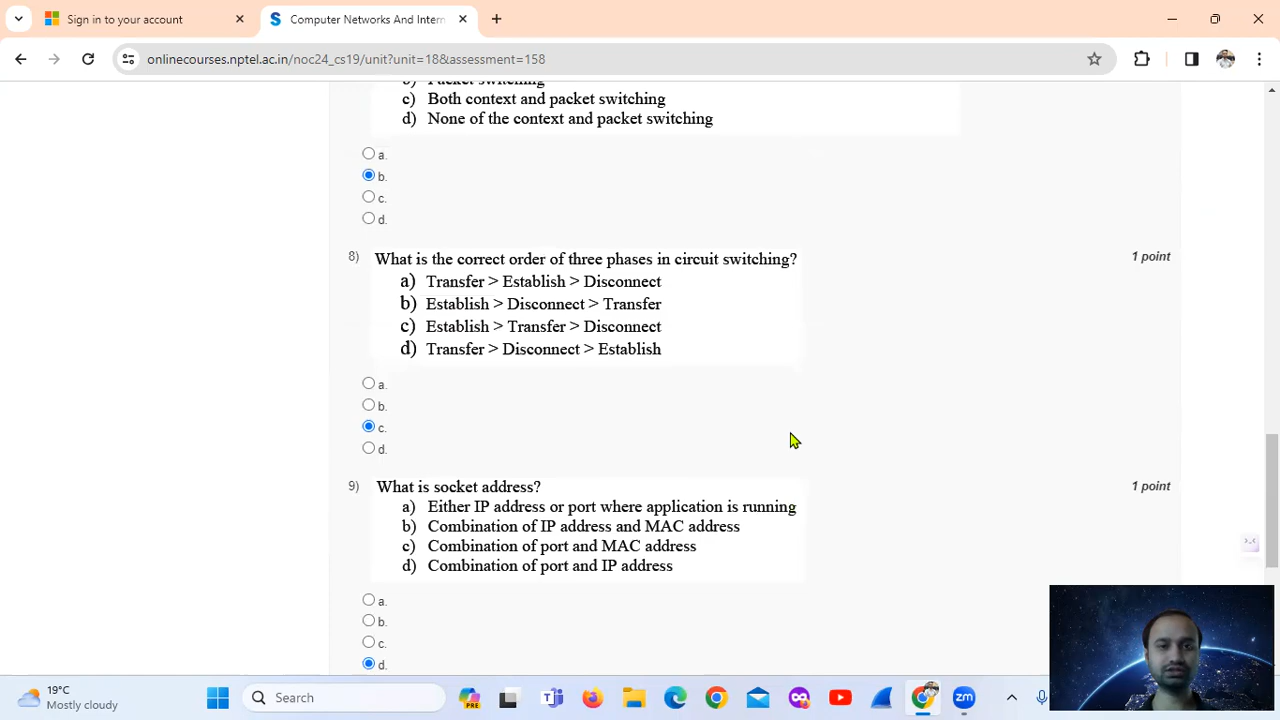 Sign in to your account
Computer Networks And Intern
onlinecourses.nptel.ac.in/noc24_cs19/unit?unit=18&assessment=158
b) Packet switching
c) Both context and packet switching
d) None of the context and packet switching
a.
b.
c.
d.
8) What is the correct order of three phases in circuit switching? 1 point
a) Transfer > Establish > Disconnect
b) Establish > Disconnect > Transfer
c) Establish > Transfer > Disconnect
d) Transfer > Disconnect > Establish
a.
b.
c.
d.
9) What is socket address? 1 point
a) Either IP address or port where application is running
b) Combination of IP address and MAC address
c) Combination of port and MAC address
d) Combination of port and IP address
a.
b.
c.
d.
19°C
Mostly cloudy
Search
PRE